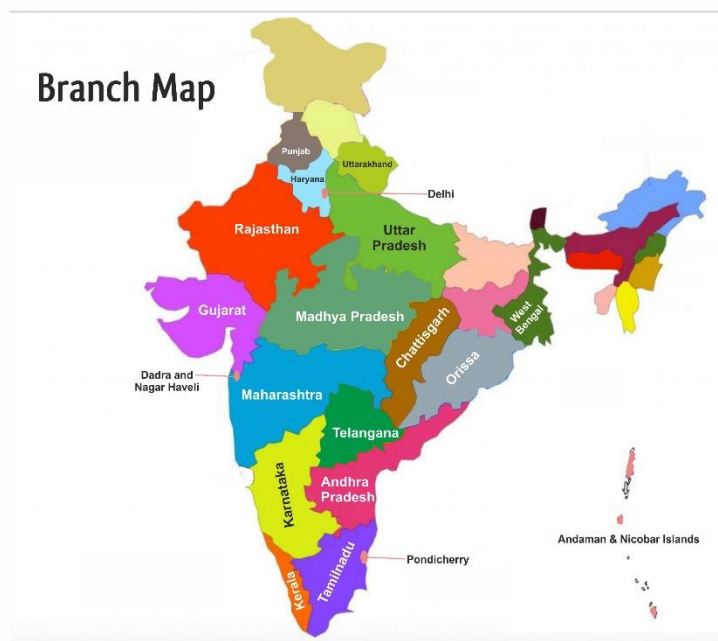 Branch Map
Punjab
Uttarakhand
Haryana
Delhi
Rajasthan
Uttar
Pradesh
Gujarat
Madhya Pradesh
Chattisgarh
West
Bengal
Orissa
Dadra and
Nagar Haveli
Maharashtra
Telangana
Karnataka
Andhra
Pradesh
Andaman & Nicobar Islands
Pondicherry
Kerala
Tamilnadu